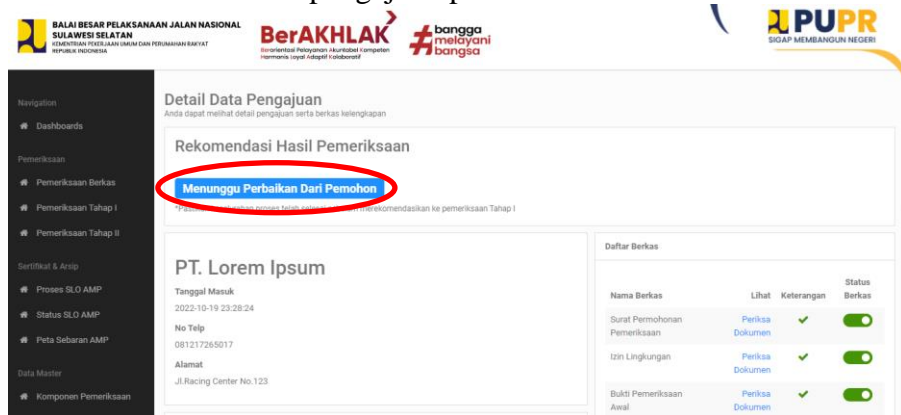 BALAI BESAR PELAKSANAAN JALAN NASIONAL
SULAWESI SELATAN
KEMENTRIAN PEKERJAAN UMUM DAN PERUMAHAN RAKYAT
REPUBLIK INDONESIA
BerAKHLAK
Berorientasi Pelayanan Akuntabel Kompeten
Harmonis Loyal Adaptif Kolaboratif
#bangga
melayani
bangsa
PUPR
SIGAP MEMBANGUN NEGERI
Navigation
Dashboards
Pemeriksaan
Pemeriksaan Berkas
Pemeriksaan Tahap I
Pemeriksaan Tahap II
Sertifikat & Arsip
Proses SLO AMP
Status SLO AMP
Peta Sebaran AMP
Data Master
Komponen Pemeriksaan
Detail Data Pengajuan
Anda dapat melihat detail pengajuan serta berkas kelengkapan
Rekomendasi Hasil Pemeriksaan
Menunggu Perbaikan Dari Pemohon
proses telah merekomendasikan ke pemeriksaan Tahap I
PT. Lorem Ipsum
Tanggal Masuk
2022-10-19 23:28:24
No Telp
081217265017
Alamat
Jl.Racing Center No.123
Daftar Berkas
Nama Berkas Lihat Keterangan Status Berkas
Surat Permohonan Pemeriksaan Periksa Dokumen
Izin Lingkungan Periksa Dokumen
Bukti Pemeriksaan Awal Periksa Dokumen